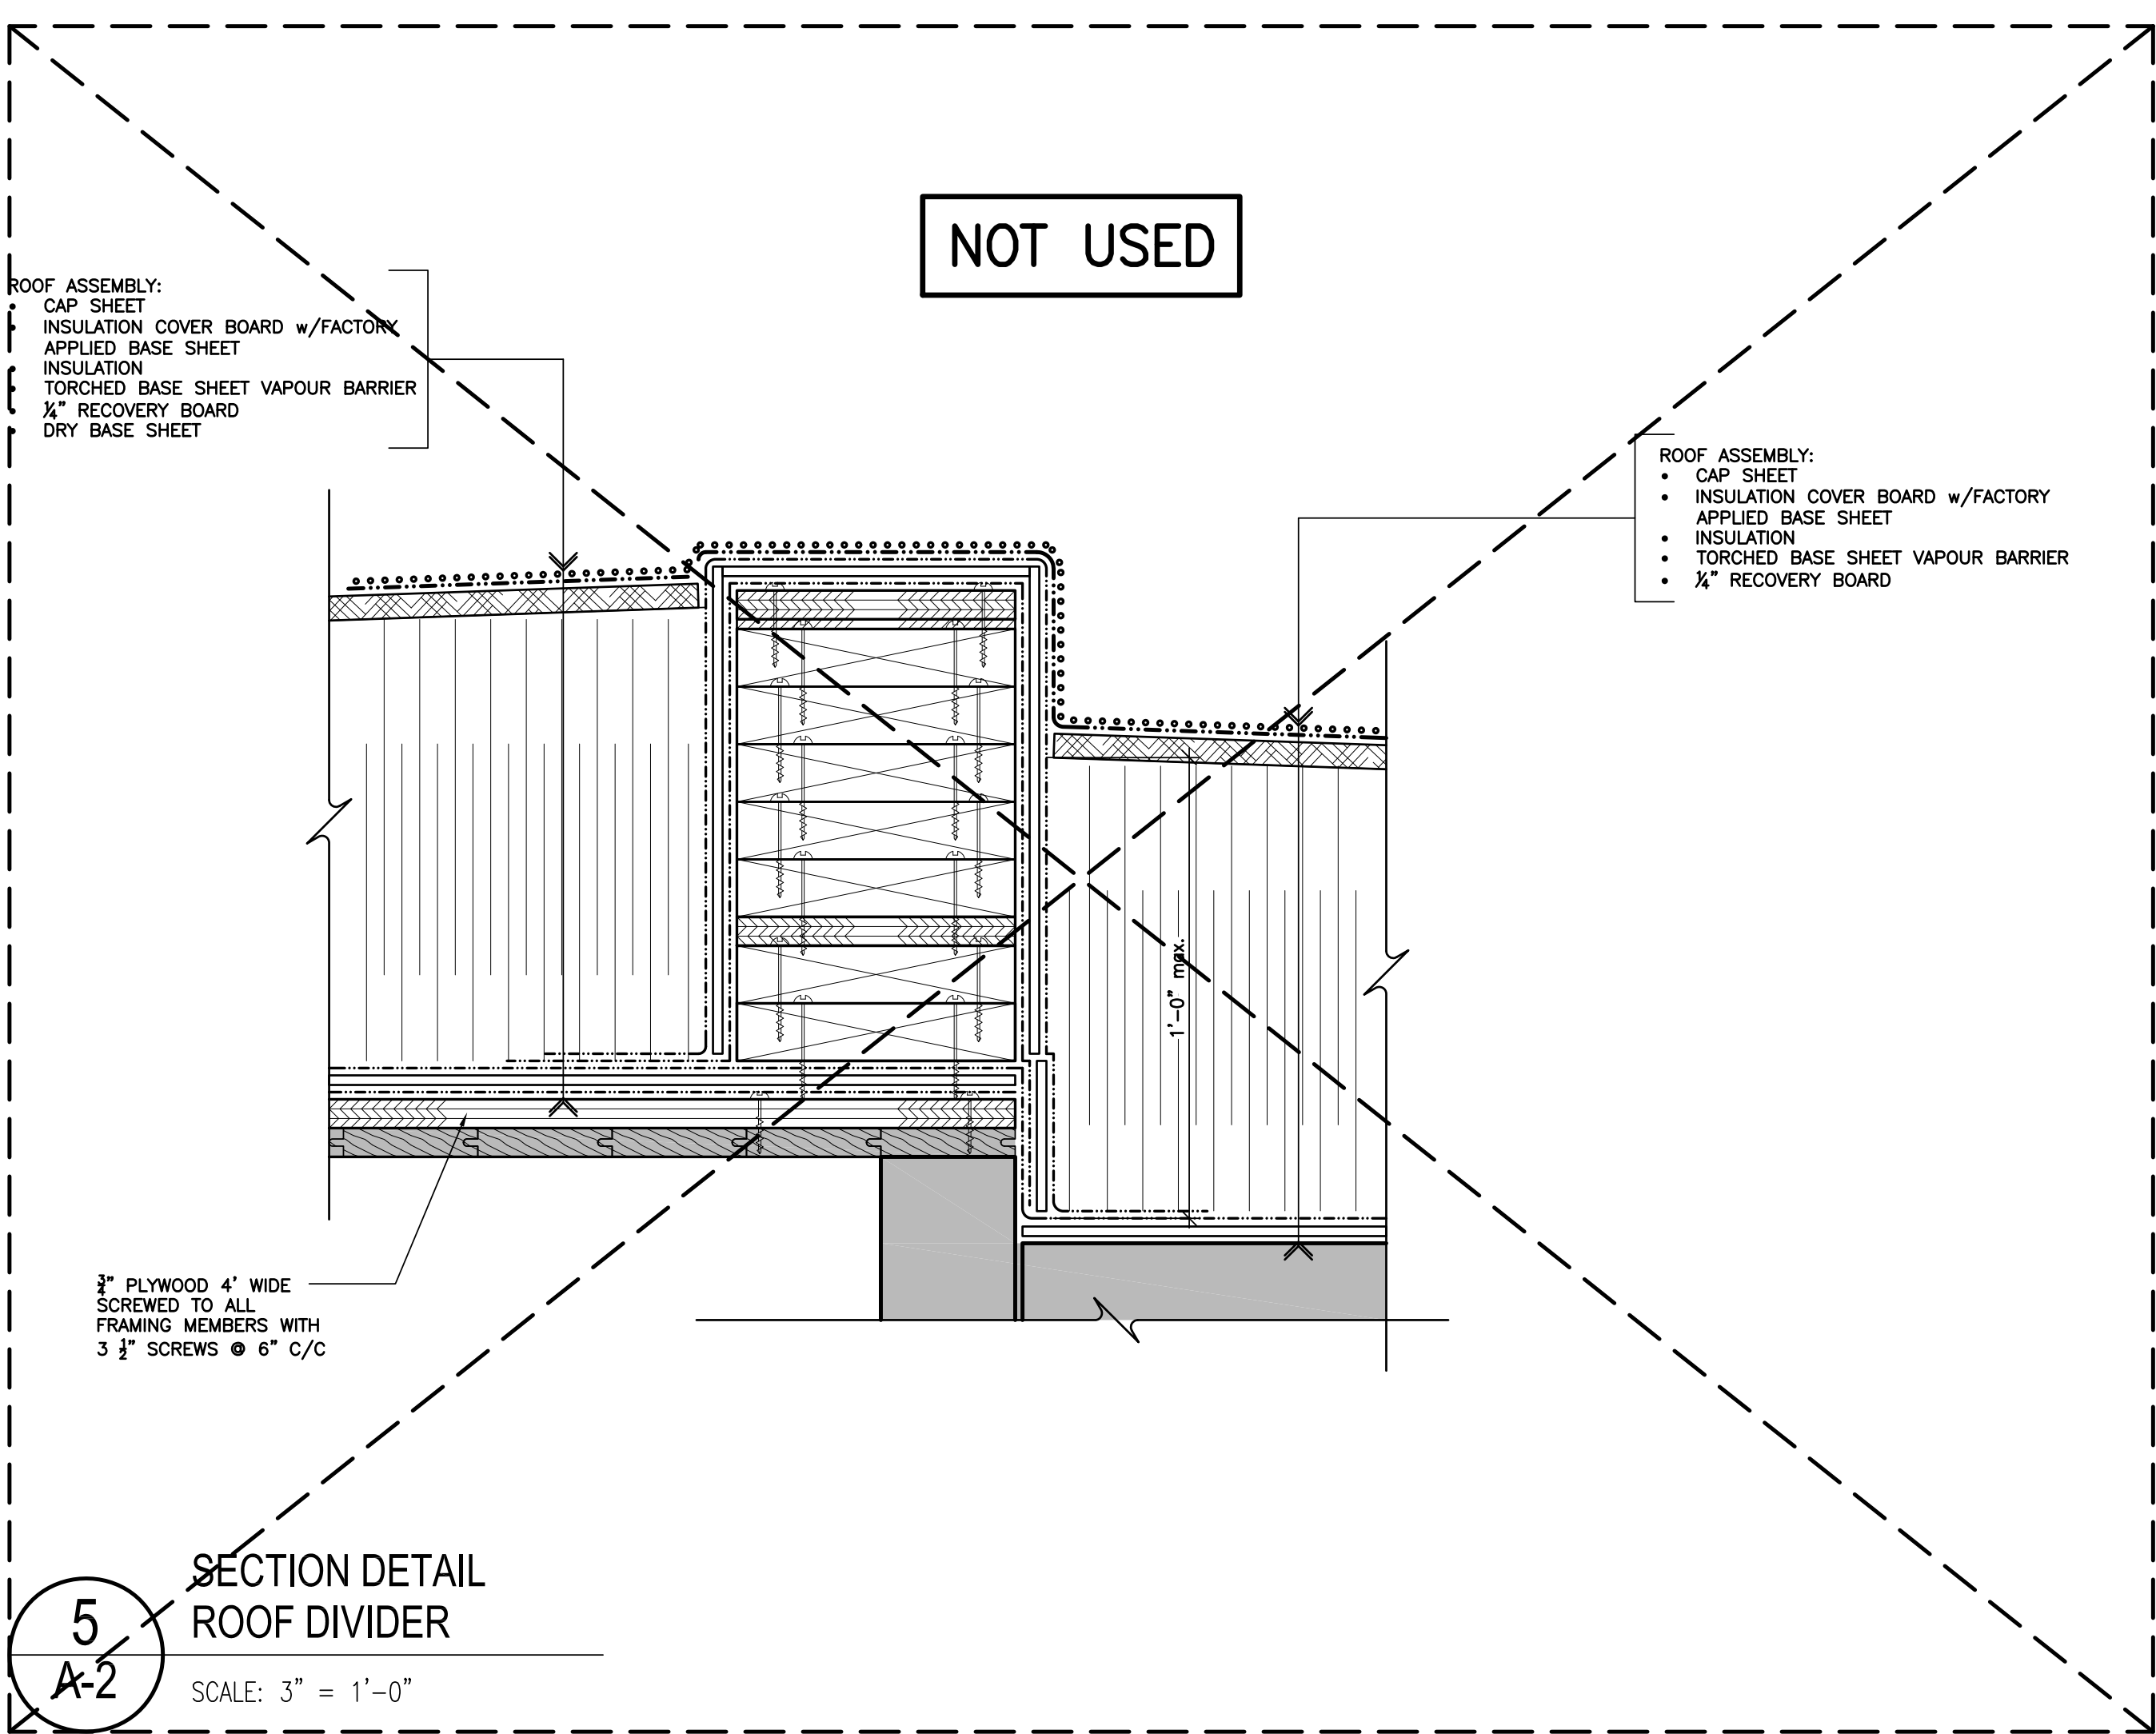 NOT USED
ROOF ASSEMBLY:
• CAP SHEET
• INSULATION COVER BOARD w/FACTORY
APPLIED BASE SHEET
• INSULATION
• TORCHED BASE SHEET VAPOUR BARRIER
• ¼" RECOVERY BOARD
• DRY BASE SHEET
ROOF ASSEMBLY:
• CAP SHEET
• INSULATION COVER BOARD w/FACTORY
APPLIED BASE SHEET
• INSULATION
• TORCHED BASE SHEET VAPOUR BARRIER
• ¼" RECOVERY BOARD
1'-0" max.
¾" PLYWOOD 4' WIDE
SCREWED TO ALL
FRAMING MEMBERS WITH
3 ½" SCREWS @ 6" C/C
5
A-2
SECTION DETAIL
ROOF DIVIDER
SCALE: 3" = 1'-0"